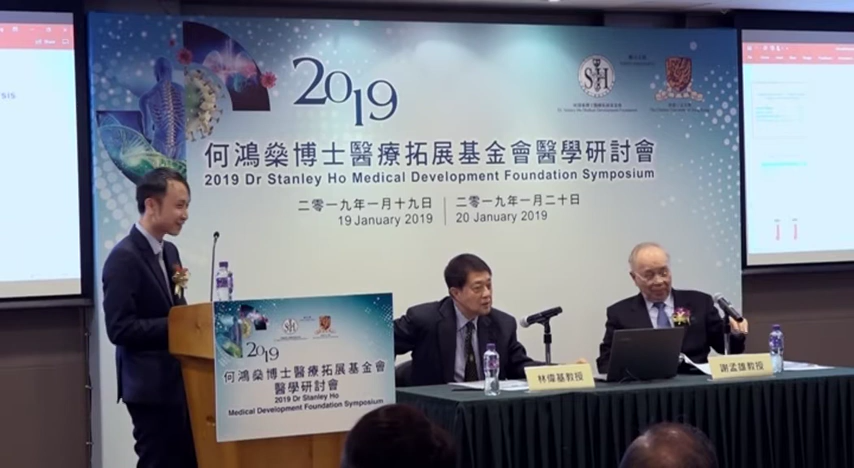 SIS
2019
何鴻燊博士醫療拓展基金會醫學研討會
2019 Dr Stanley Ho Medical Development Foundation Symposium
二零一九年一月十九日
19 January 2019
二零一九年一月二十日
20 January 2019
SH
2019
何鴻燊博士醫療拓展基金會
醫學研討會
2019 Dr Stanley Ho
Medical Development Foundation Symposium
林偉基教授
謝孟雄教授